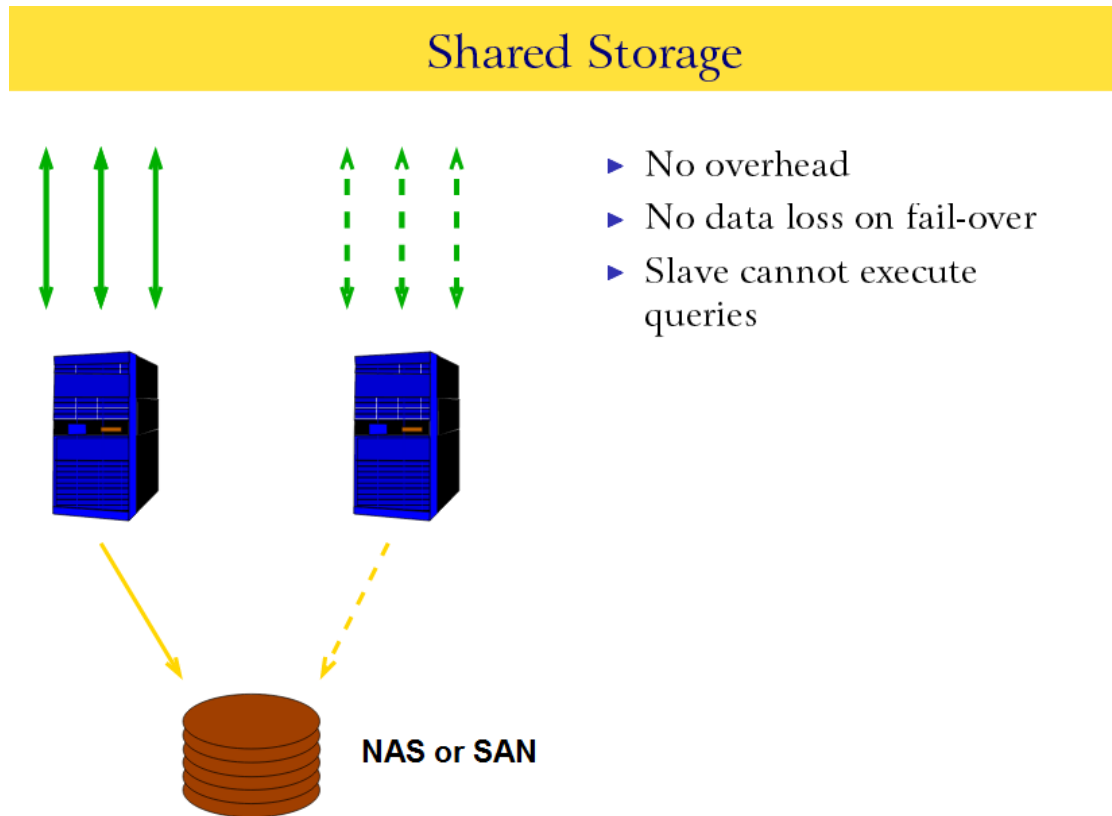 Shared Storage
No overhead
No data loss on fail-over
Slave cannot execute
queries
NAS or SAN